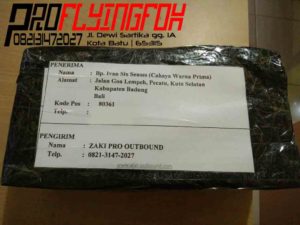 PROFLYINGFOX
082131472027
Jl. Dewi Sartika gg. 1A
Kota Batu | 65315
PENERIMA
Nama : Bp. Ivan Sis Senses (Cahaya Warna Prima)
Alamat : Jalan Goa Lempeh, Pecatu, Kuta Selatan
Kabupaten Badung
Bali
Kode Pos : 80361
Telp. :
PENGIRIM
Nama : ZAKI PRO OUTBOUND
Telp. : 0821-3147-2027